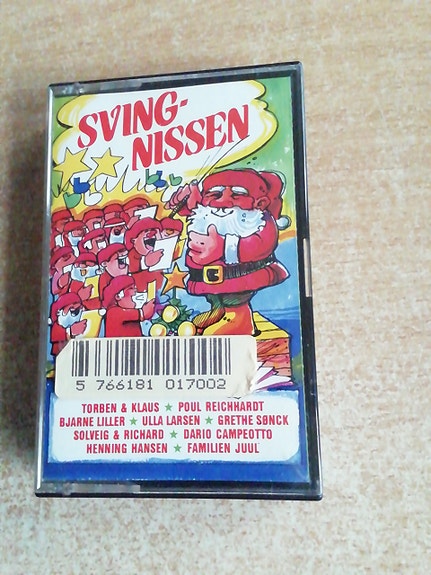 SVING-
NISSEN
5 766181 017002
TORBEN & KLAUS ★ POUL REICHHARDT
BJARNE LILLER ★ ULLA LARSEN ★ GRETHE SØNCK
SOLVEIG & RICHARD ★ DARIO CAMPEOTTO
HENNING HANSEN ★ FAMILIEN JUUL